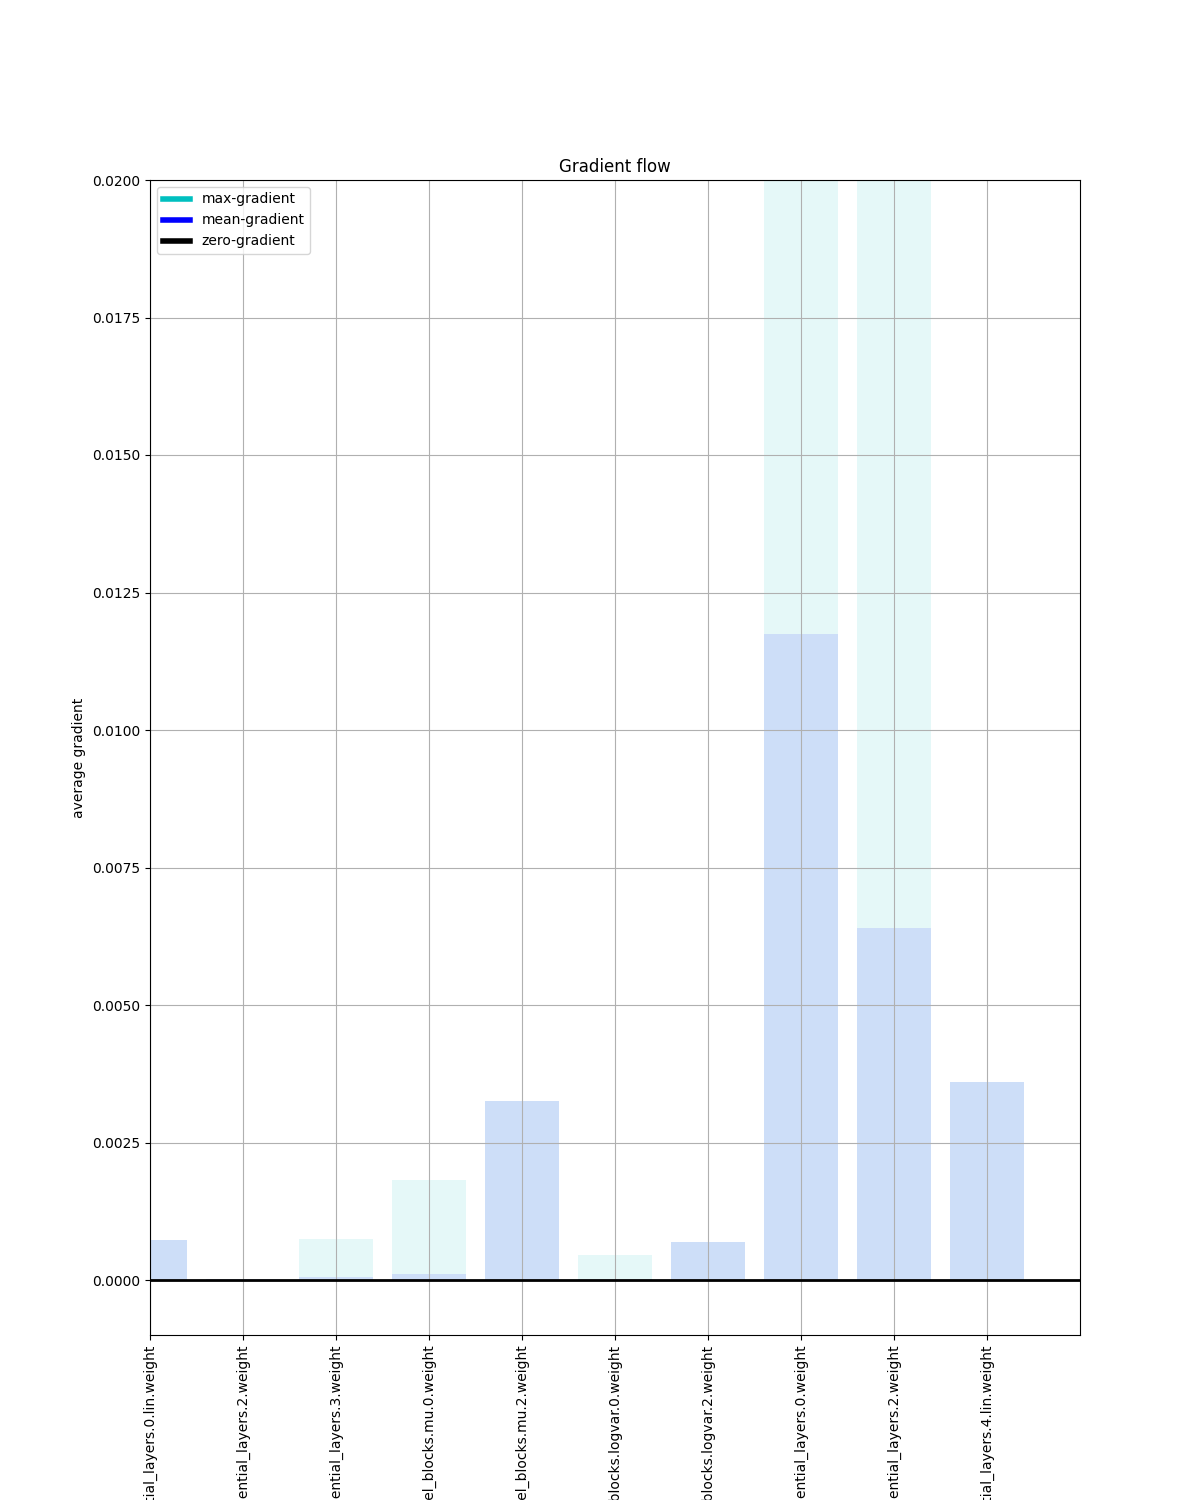 Gradient flow
max-gradient
mean-gradient
zero-gradient
average gradient
0.0200
0.0175
0.0150
0.0125
0.0100
0.0075
0.0050
0.0025
0.0000
tial_layers.0.lin.weight
ential_layers.2.weight
ential_layers.3.weight
el_blocks.mu.0.weight
el_blocks.mu.2.weight
blocks.logvar.0.weight
blocks.logvar.2.weight
ential_layers.0.weight
ential_layers.2.weight
tial_layers.4.lin.weight